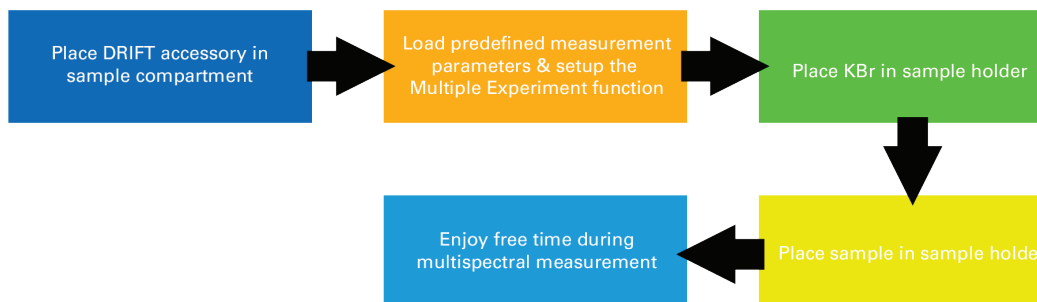 Place DRIFT accessory in
sample compartment
Load predefined measurement
parameters & setup the
Multiple Experiment function
Place KBr in sample holder
Place sample in sample holde
Enjoy free time during
multispectral measurement